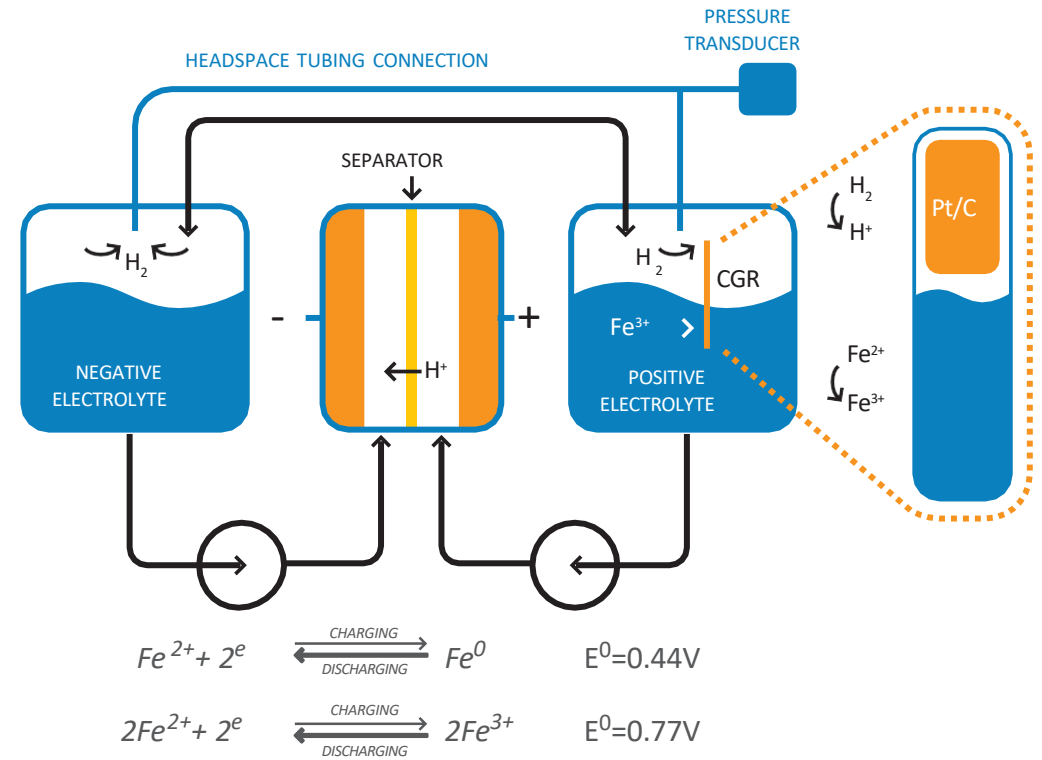 PRESSURE
TRANSDUCER
HEADSPACE TUBING CONNECTION
SEPARATOR
H₂
Pt/C
H⁺
H₂
H₂
CGR
-
+
Fe³⁺
NEGATIVE
ELECTROLYTE
H⁺
POSITIVE
ELECTROLYTE
Fe²⁺
Fe³⁺
Fe²⁺+ 2ᵉ
CHARGING
DISCHARGING
Fe⁰
E⁰=0.44V
2Fe²⁺+ 2ᵉ
CHARGING
DISCHARGING
2Fe³⁺
E⁰=0.77V